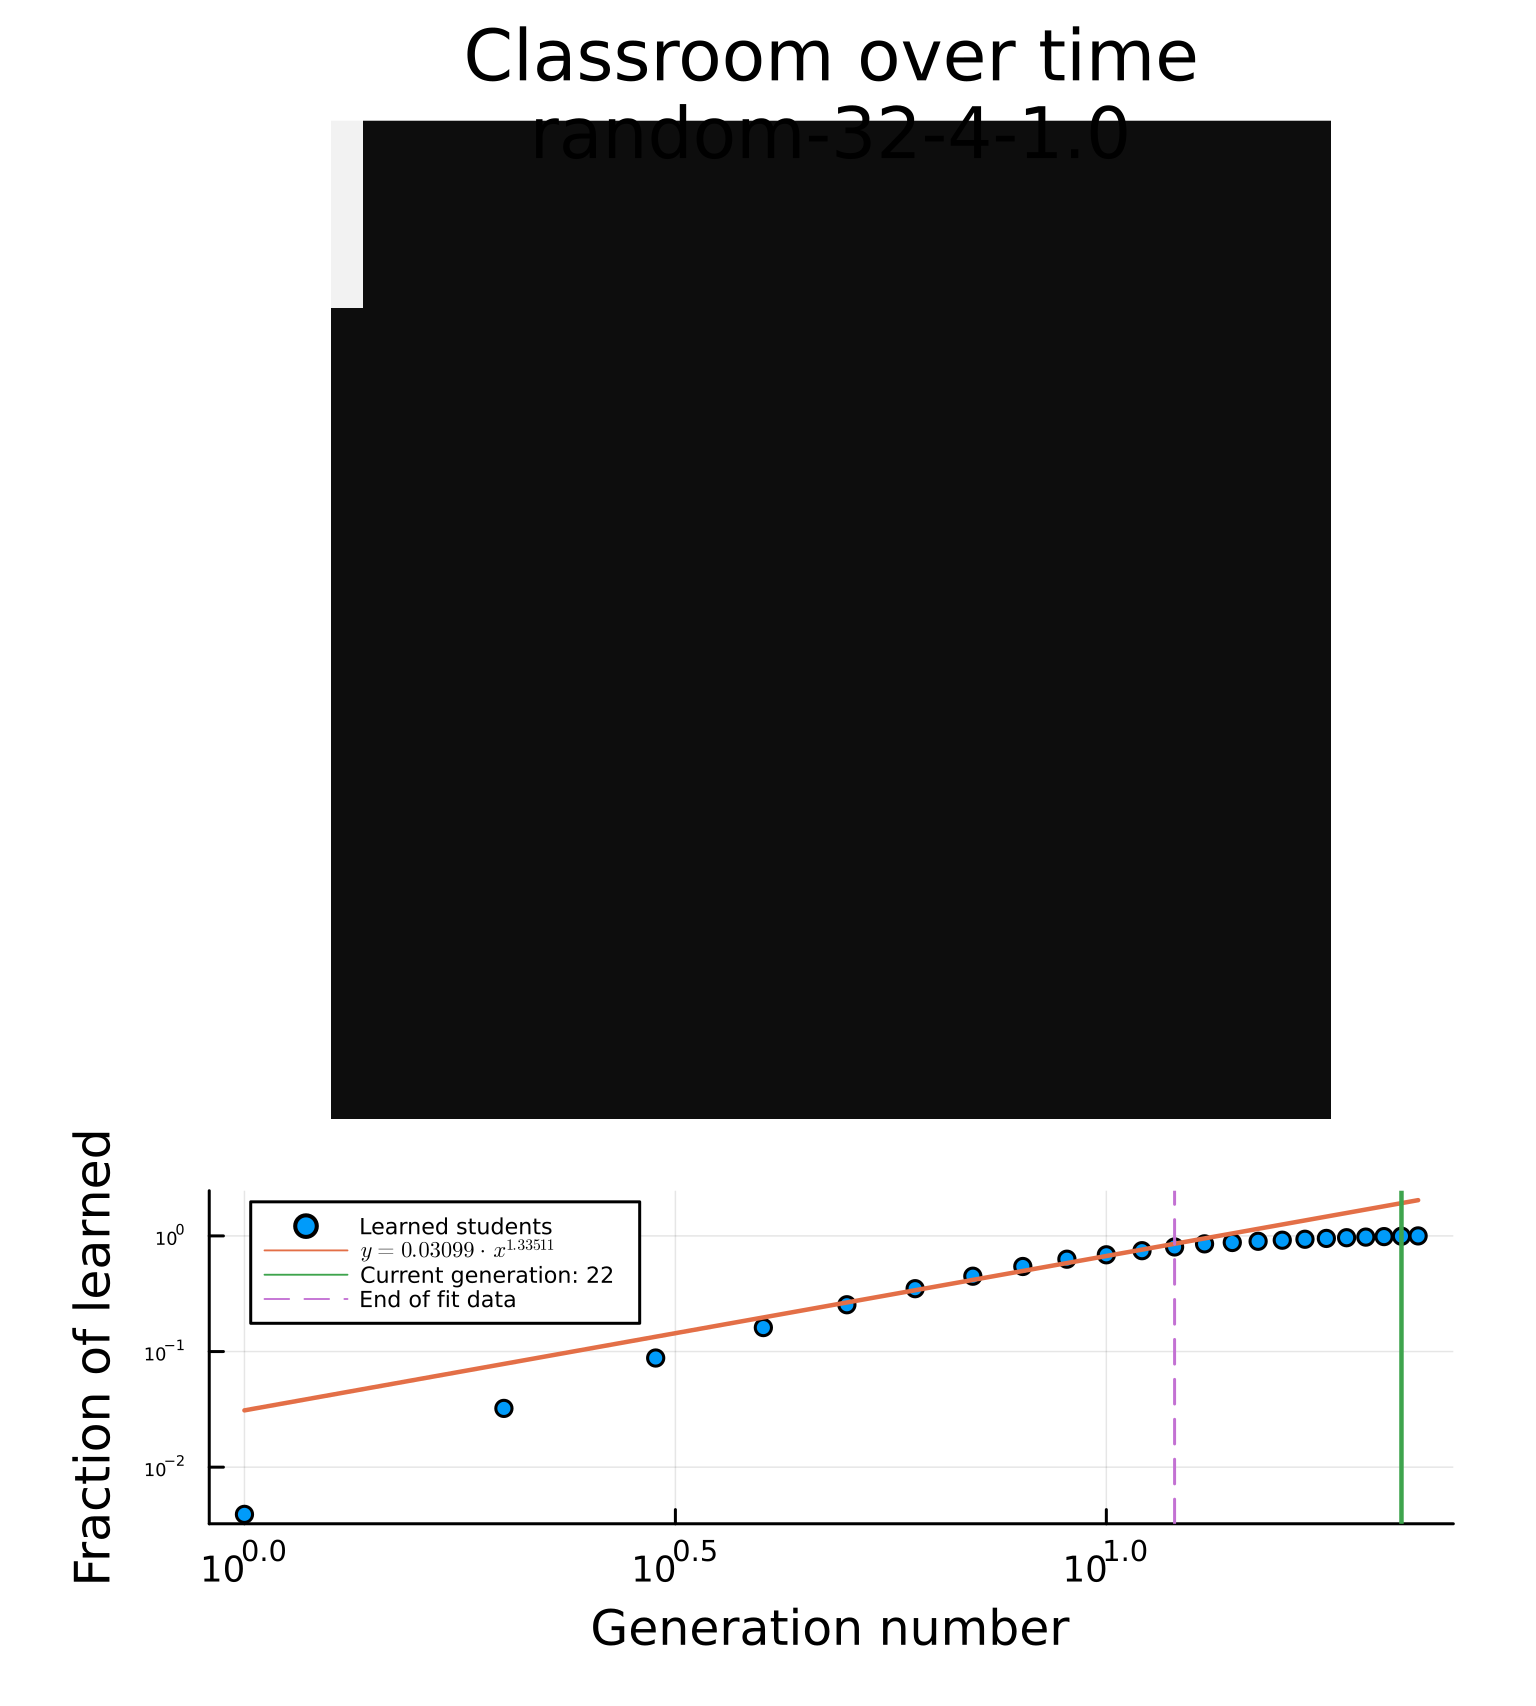 Classroom over time
random-32-4-1.0
Fraction of learned
10⁰
10⁻¹
10⁻²
Learned students
y = 0.03099 · x^1.33511
Current generation: 22
End of fit data
10^0.0
10^0.5
10^1.0
Generation number